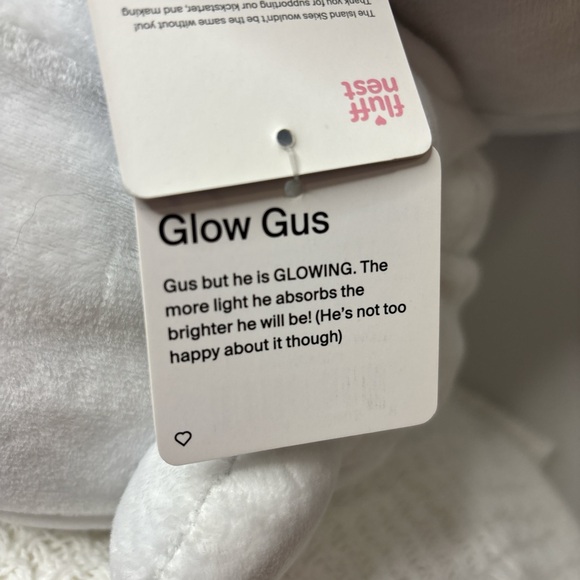 Thank you for supporting our kickstarter, and making
The Island Skies wouldn't be the same without you!
fluff
nest
Glow Gus
Gus but he is GLOWING. The
more light he absorbs the
brighter he will be! (He's not too
happy about it though)